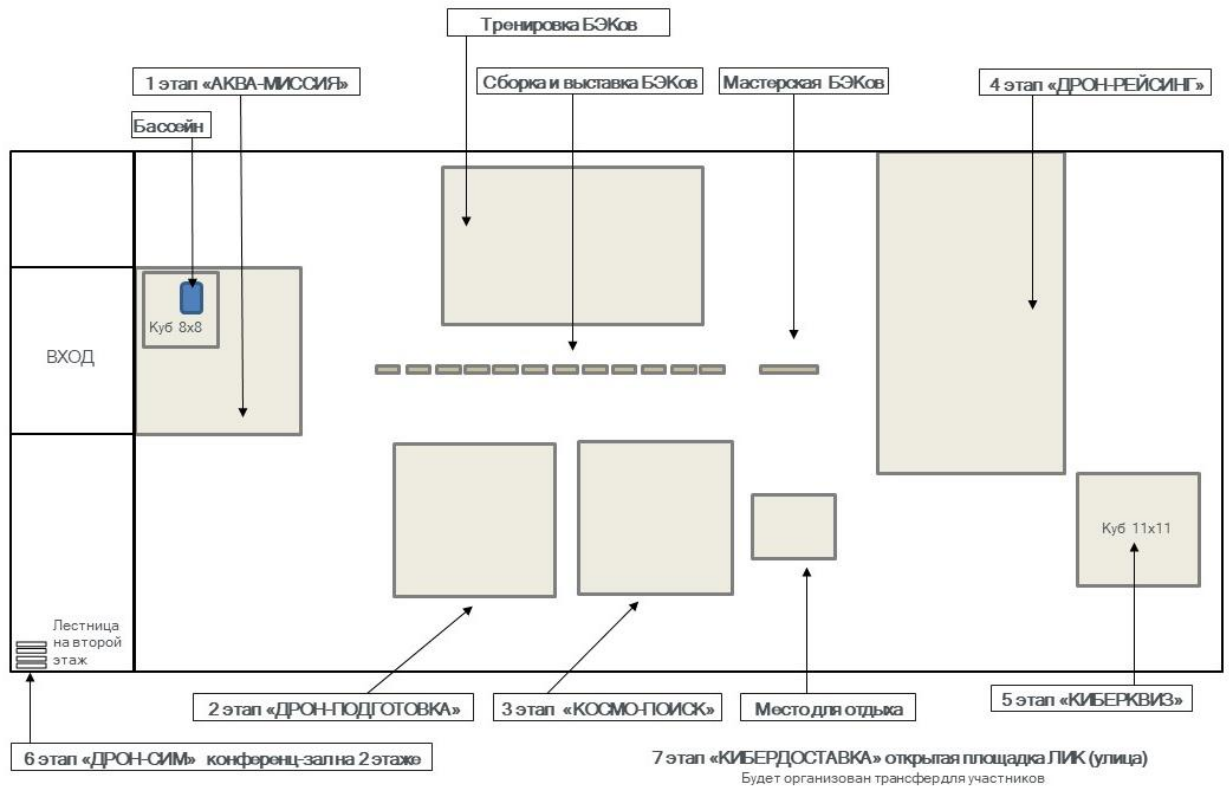 Тренировка БЭКов
1 этап «АКВА-МИССИЯ»
Сборка и выставка БЭКов
Мастерская БЭКов
4 этап «ДРОН-РЕЙСИНГ»
Бассейн
Куб 8х8
ВХОД
Куб 11х11
Лестница
на второй
этаж
2 этап «ДРОН-ПОДГОТОВКА»
3 этап «КОСМО-ПОИСК»
Место для отдыха
5 этап «КИБЕРКВИЗ»
6 этап «ДРОН-СИМ» конференц-зал на 2 этаже
7 этап «КИБЕРДОСТАВКА» открытая площадка ЛИК (улица)
Будет организован трансфер для участников